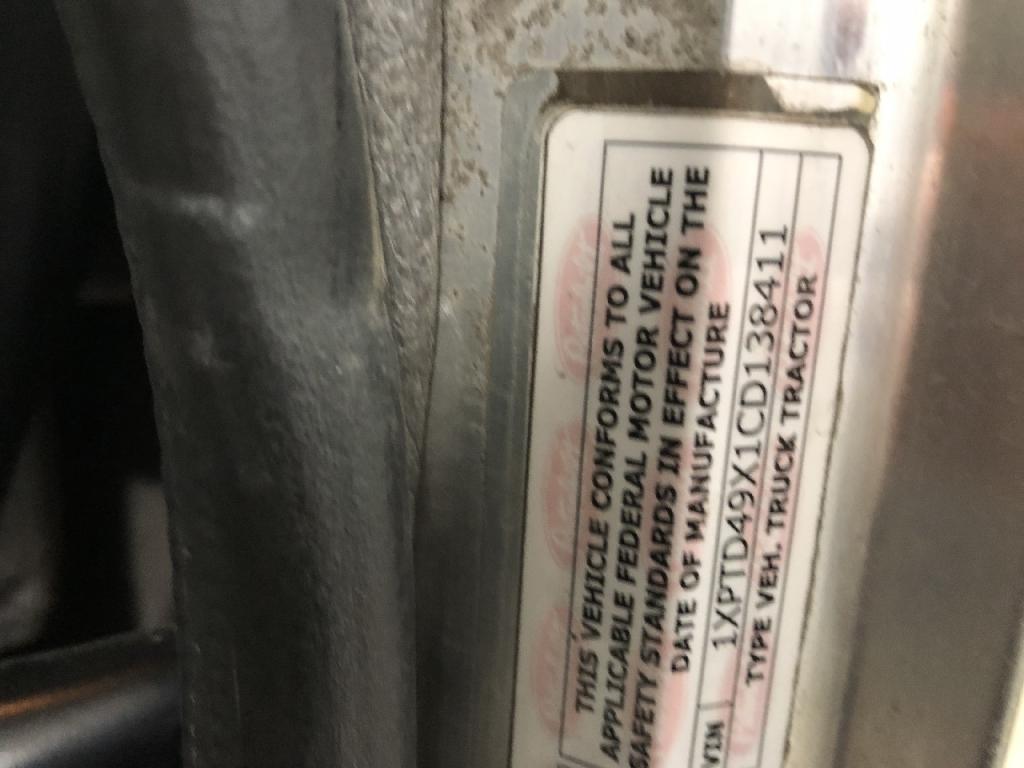 THIS VEHICLE CONFORMS TO ALL
APPLICABLE FEDERAL MOTOR VEHICLE
SAFETY STANDARDS IN EFFECT ON THE
DATE OF MANUFACTURE
VIN 1XPTD49X1CD138411
TYPE VEH. TRUCK TRACTOR